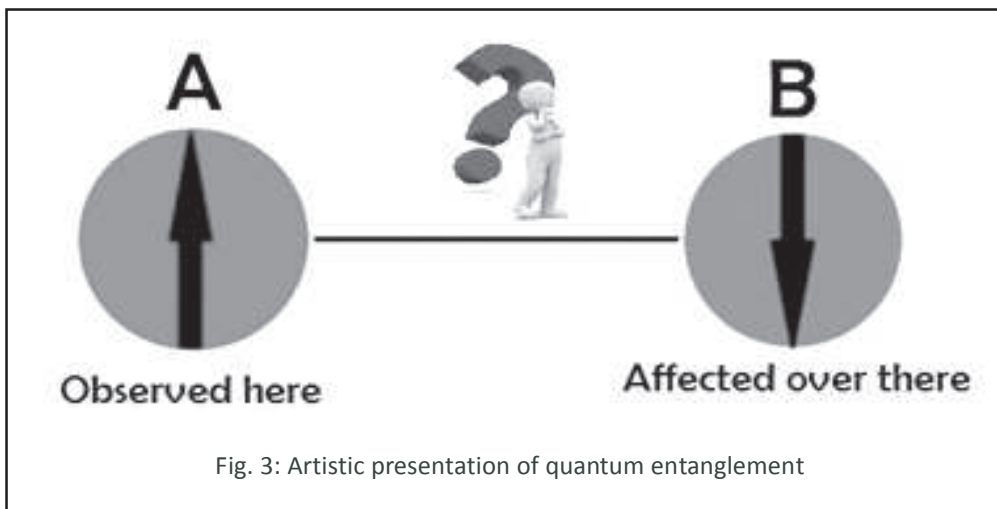 A
B
Observed here
Affected over there
Fig. 3: Artistic presentation of quantum entanglement